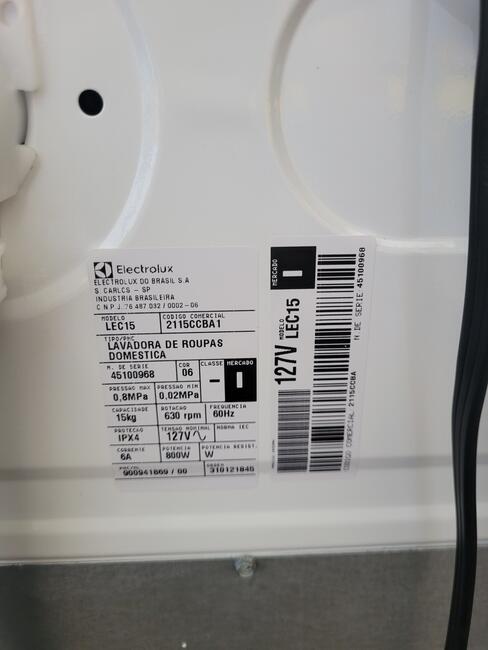 Electrolux
ELECTROLUX DO BRASIL S.A
S. CARLOS - SP
INDUSTRIA BRASILEIRA
C N P J. 76 487 032 / 0002 - 06
MODELO CODIGO COMERCIAL
LEC15 2115CCBA1
TIPO/PNC
LAVADORA DE ROUPAS
DOMESTICA
N. DE SERIE COR CLASSE MERCADO
45100968 06 - I
PRESSAO MAX PRESSAO MIN
0,8MPa 0,02MPa
CAPACIDADE ROTACAO FREQUENCIA
15kg 630 rpm 60Hz
PROTECAO TENSAO NOMINAL NORMA IEC
IPX4 127V
CORRENTE POTENCIA POTENCIA RESIST.
6A 800W W
PNC/PG ORDEM
900941869 / 00 310121846
MERCADO
I
127V MODELO LEC15
N. DE SERIE 45100968
CODIGO COMERCIAL 2115CCBA